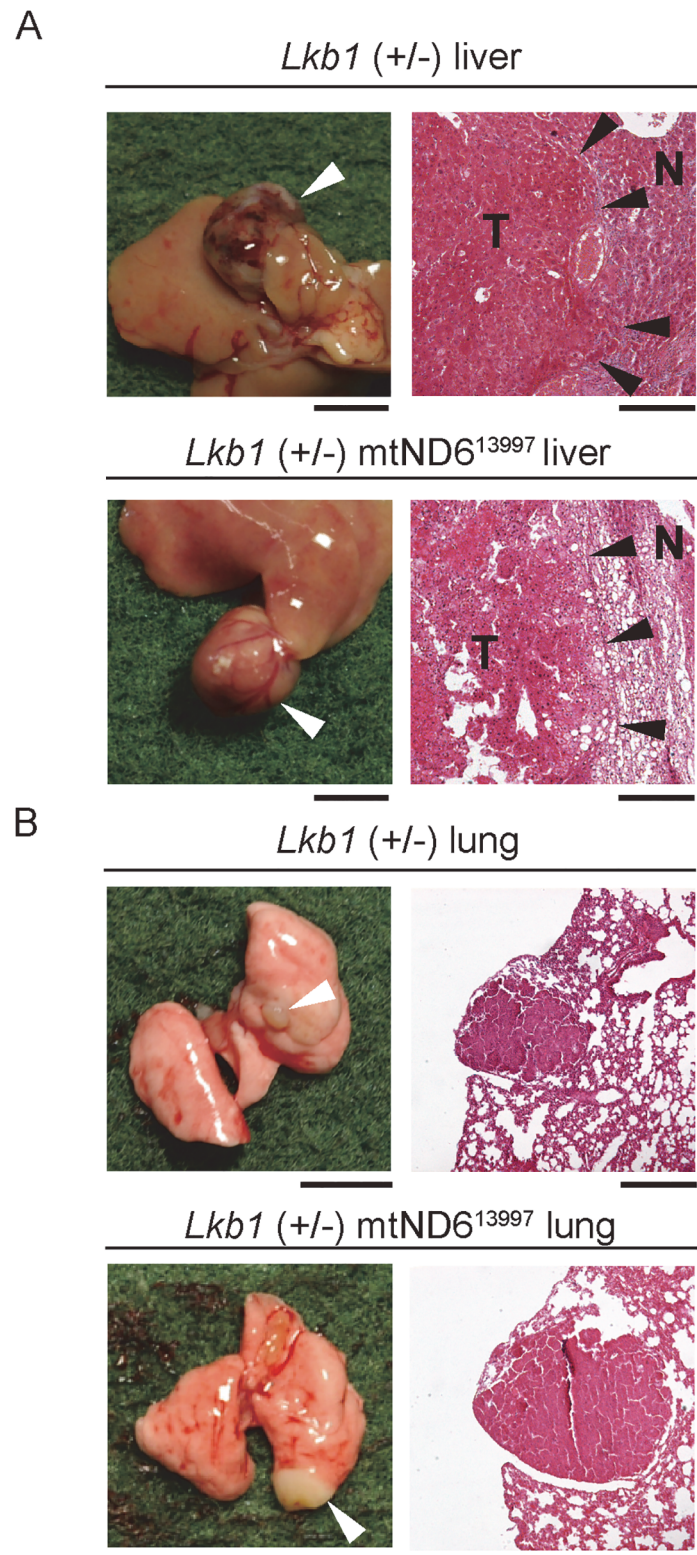 A
Lkb1 (+/-) liver
N
T
Lkb1 (+/-) mtND6¹³⁹⁹⁷ liver
N
T
B
Lkb1 (+/-) lung
Lkb1 (+/-) mtND6¹³⁹⁹⁷ lung